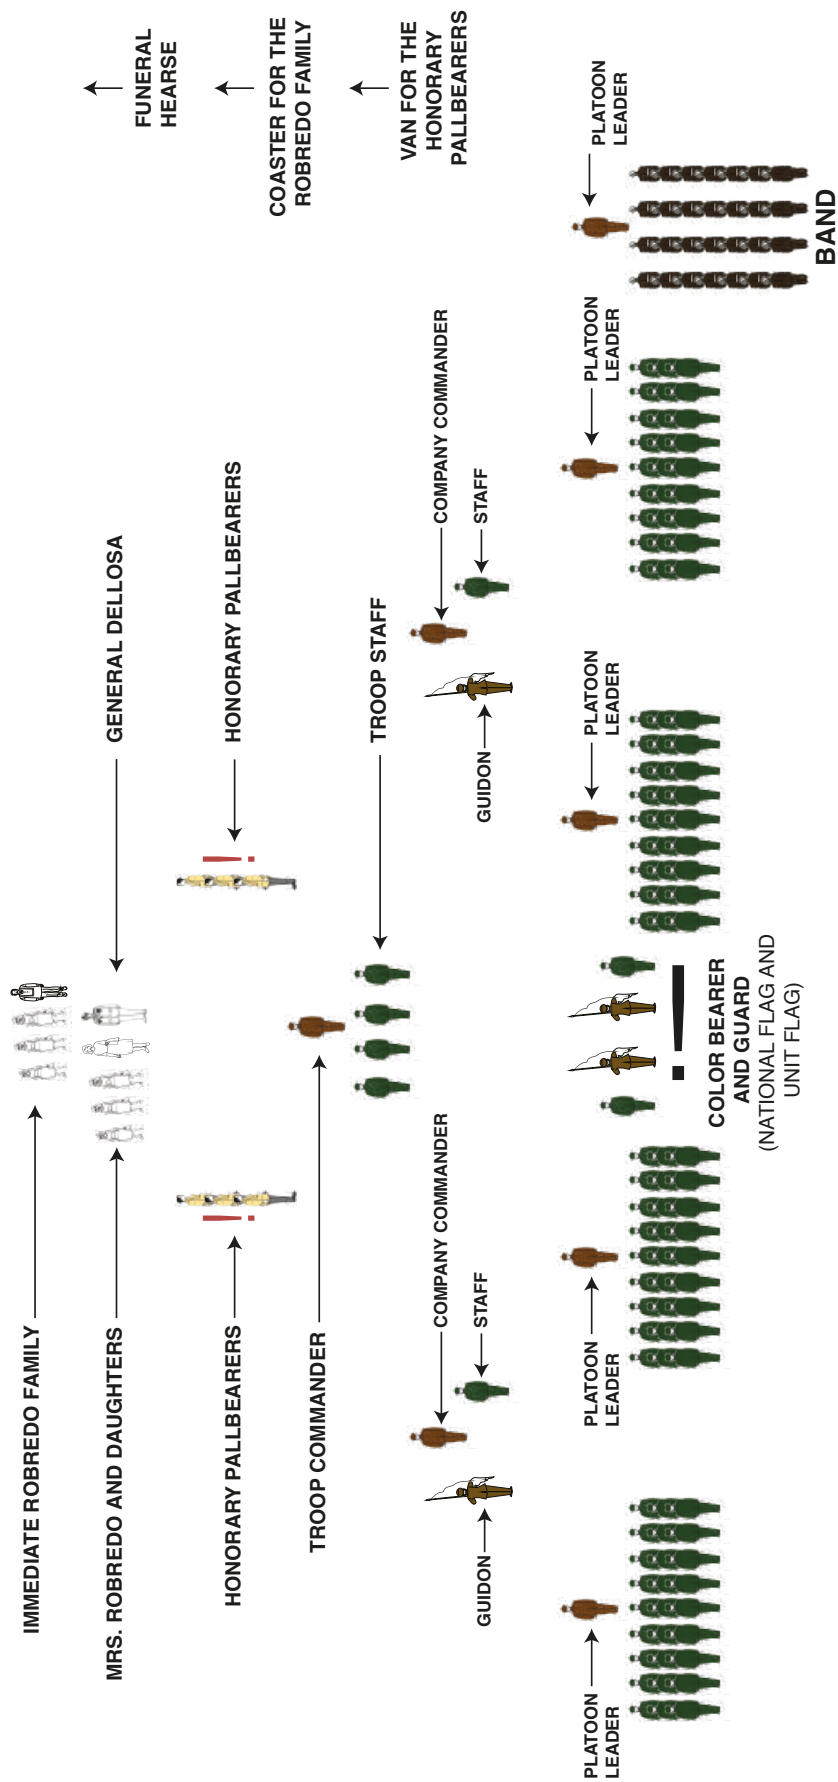 IMMEDIATE ROBREDO FAMILY
MRS. ROBREDO AND DAUGHTERS
GENERAL DELLOSA
HONORARY PALLBEARERS
HONORARY PALLBEARERS
TROOP COMMANDER
TROOP STAFF
COMPANY COMMANDER
STAFF
GUIDON
COMPANY COMMANDER
STAFF
GUIDON
PLATOON
LEADER
PLATOON
LEADER
COLOR BEARER
AND GUARD
(NATIONAL FLAG AND
UNIT FLAG)
PLATOON
LEADER
PLATOON
LEADER
PLATOON
LEADER
BAND
FUNERAL
HEARSE
COASTER FOR THE
ROBREDO FAMILY
VAN FOR THE
HONORARY
PALLBEARERS